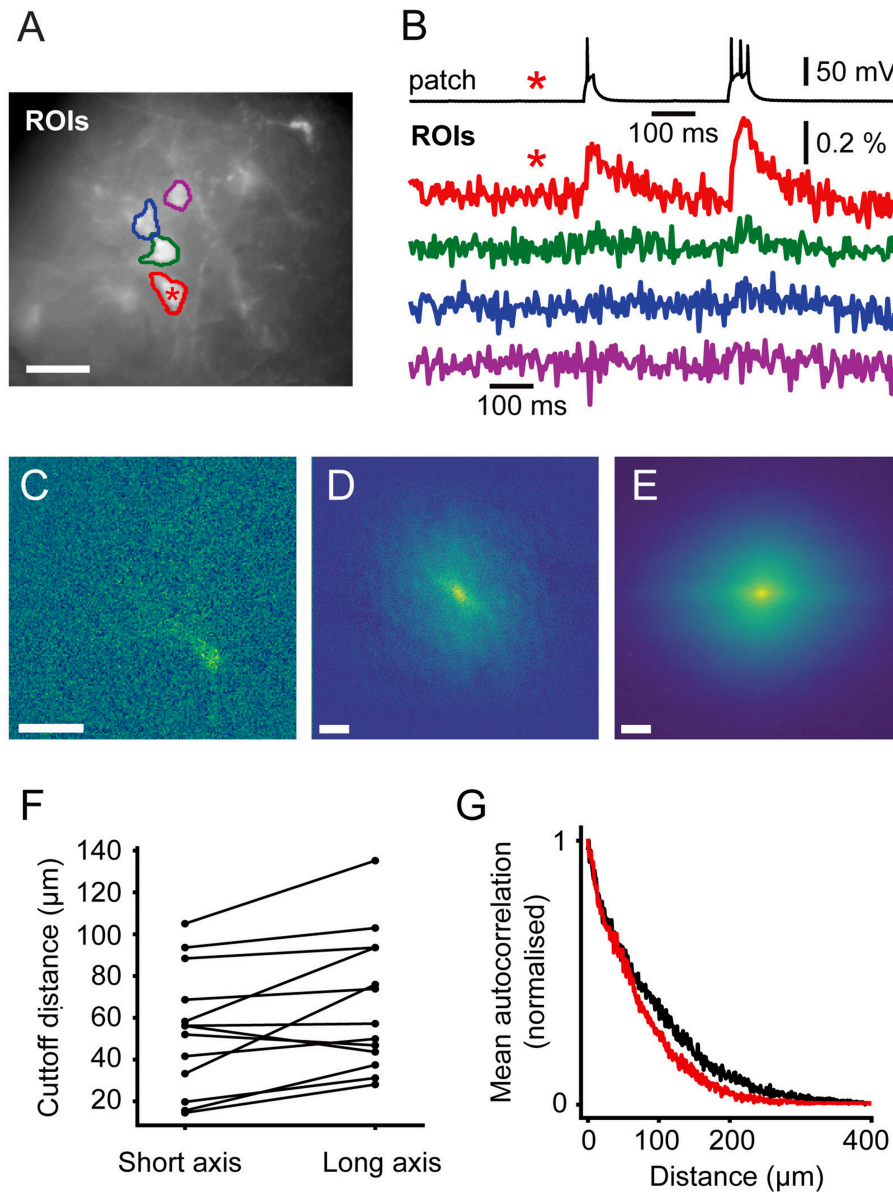 A
ROIs
*
B
patch
*
50 mV
100 ms
ROIs
*
0.2 %
100 ms
C
D
E
F
Cuttoff distance (µm)
140
120
100
80
60
40
20
Short axis
Long axis
G
Mean autocorrelation
(normalised)
1
0
0
100
200
400
Distance (µm)